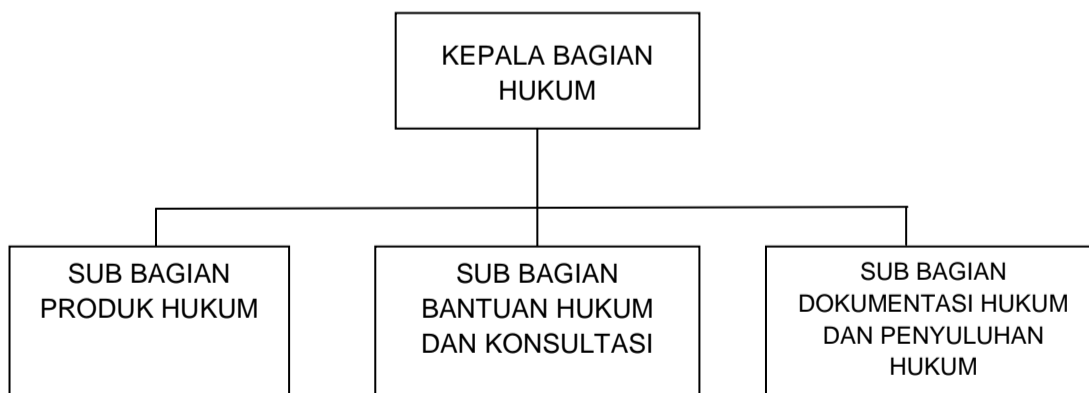 KEPALA BAGIAN
HUKUM
SUB BAGIAN
PRODUK HUKUM
SUB BAGIAN
BANTUAN HUKUM
DAN KONSULTASI
SUB BAGIAN
DOKUMENTASI HUKUM
DAN PENYULUHAN
HUKUM